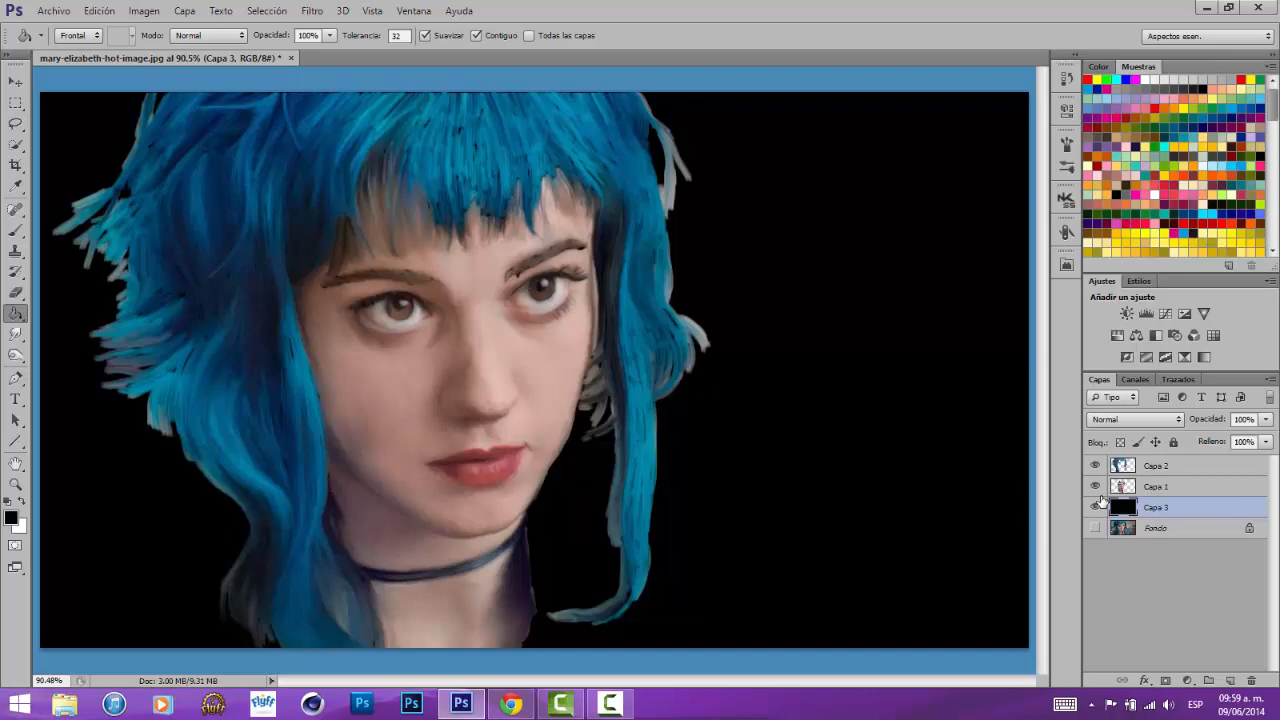 Ps Archivo Edición Imagen Capa Texto Selección Filtro 3D Vista Ventana Ayuda
Frontal Modo: Normal Opacidad: 100% Tolerancia: 32 Suavizar Contiguo Todas las capas Aspectos esen.
mary-elizabeth-hot-image.jpg al 90.5% (Capa 3, RGB/8#) * ×
Color Muestras
Ajustes Estilos
Añadir un ajuste
Capas Canales Trazados
Tipo
Normal Opacidad: 100%
Bloq.: Relleno: 100%
Capa 2
Capa 1
Capa 3
Fondo
90.48% Doc: 3.00 MB/9.31 MB
Flyff Ps Ps Ps ESP 09:59 a. m.
09/06/2014